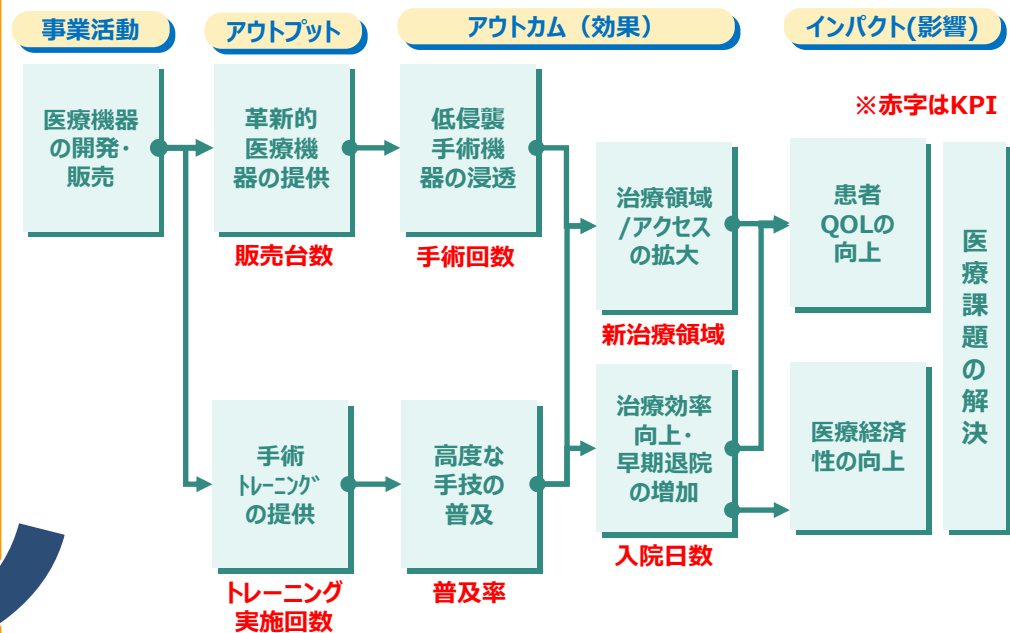 事業活動
アウトプット
アウトカム（効果）
インパクト(影響)
※赤字はKPI
医療機器
の開発・
販売
革新的
医療機
器の提供
販売台数
低侵襲
手術機
器の浸透
手術回数
治療領域
/アクセス
の拡大
新治療領域
患者
QOLの
向上
医療課題の解決
手術
ﾄﾚｰﾆﾝｸﾞ
の提供
トレーニング
実施回数
高度な
手技の
普及
普及率
治療効率
向上・
早期退院
の増加
入院日数
医療経済
性の向上